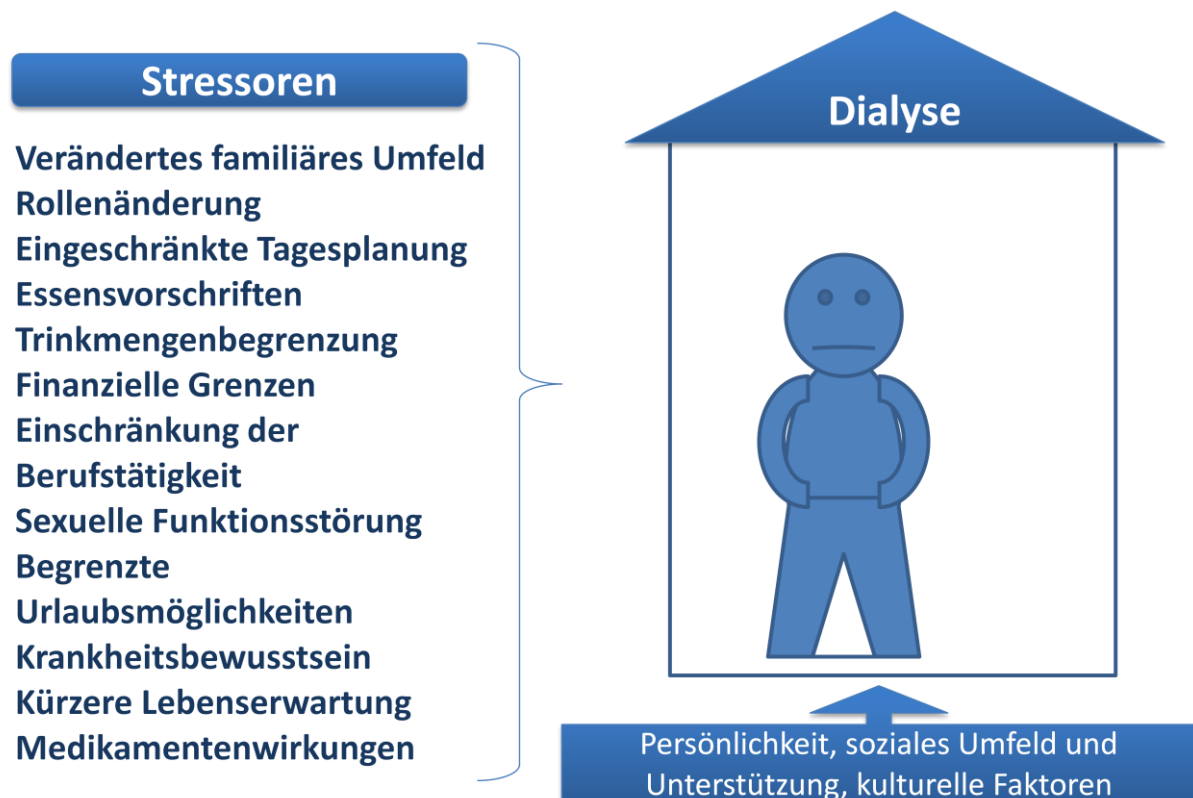 Stressoren
Verändertes familiäres Umfeld
Rollenänderung
Eingeschränkte Tagesplanung
Essensvorschriften
Trinkmengenbegrenzung
Finanzielle Grenzen
Einschränkung der
Berufstätigkeit
Sexuelle Funktionsstörung
Begrenzte
Urlaubsmöglichkeiten
Krankheitsbewusstsein
Kürzere Lebenserwartung
Medikamentenwirkungen
Dialyse
Persönlichkeit, soziales Umfeld und
Unterstützung, kulturelle Faktoren